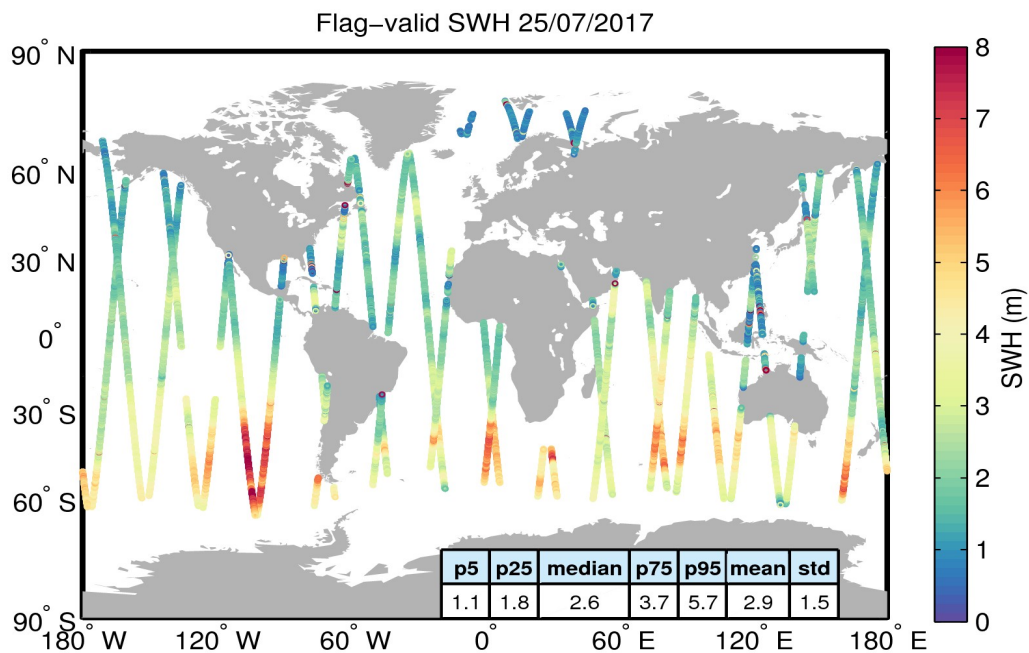 Flag−valid SWH 25/07/2017
90° N
60° N
30° N
0°
30° S
60° S
90° S
180° W
120° W
60° W
0°
60° E
120° E
180° E
p5 p25 median p75 p95 mean std
1.1 1.8 2.6 3.7 5.7 2.9 1.5
8
7
6
5
4
3
2
1
0
SWH (m)